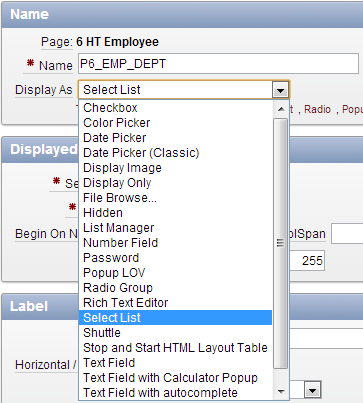 Name
Page: 6 HT Employee
* Name P6_EMP_DEPT
Display As Select List
Checkbox
Color Picker
, Radio , Popu
Date Picker
Date Picker (Classic)
Displayed
Display Image
Display Only
* Se
File Browse...
*
Hidden
List Manager
Begin On N
olSpan
Number Field
Password
255
Popup LOV
Radio Group
Rich Text Editor
Label
Select List
Shuttle
Stop and Start HTML Layout Table
Horizontal /
Text Field
Text Field with Calculator Popup
Text Field with autocomplete